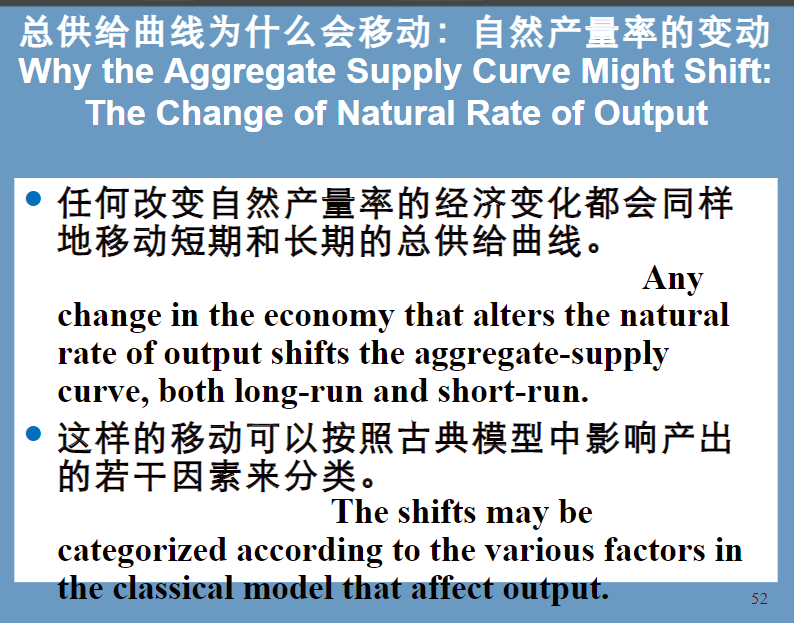 总供给曲线为什么会移动：自然产量率的变动
Why the Aggregate Supply Curve Might Shift:
The Change of Natural Rate of Output
• 任何改变自然产量率的经济变化都会同样
地移动短期和长期的总供给曲线。
Any
change in the economy that alters the natural
rate of output shifts the aggregate-supply
curve, both long-run and short-run.
• 这样的移动可以按照古典模型中影响产出
的若干因素来分类。
The shifts may be
categorized according to the various factors in
the classical model that affect output.
52